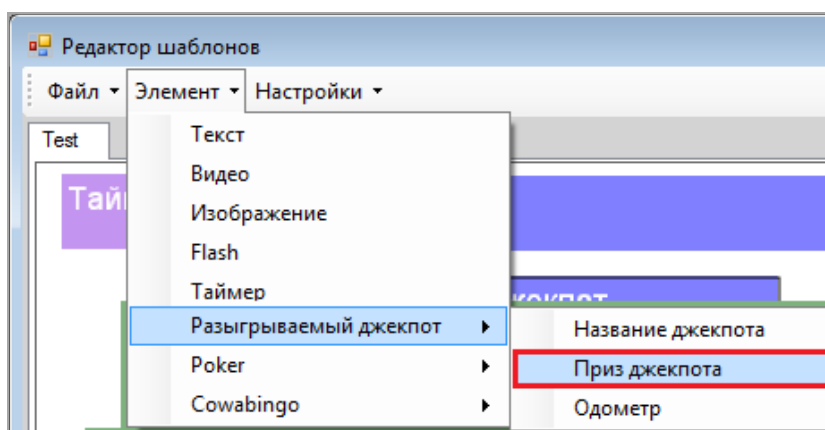 Редактор шаблонов
Файл Элемент Настройки
Test
Текст
Видео
Изображение
Flash
Таймер
Разыгрываемый джекпот
Poker
Cowabingo
Название джекпота
Приз джекпота
Одометр